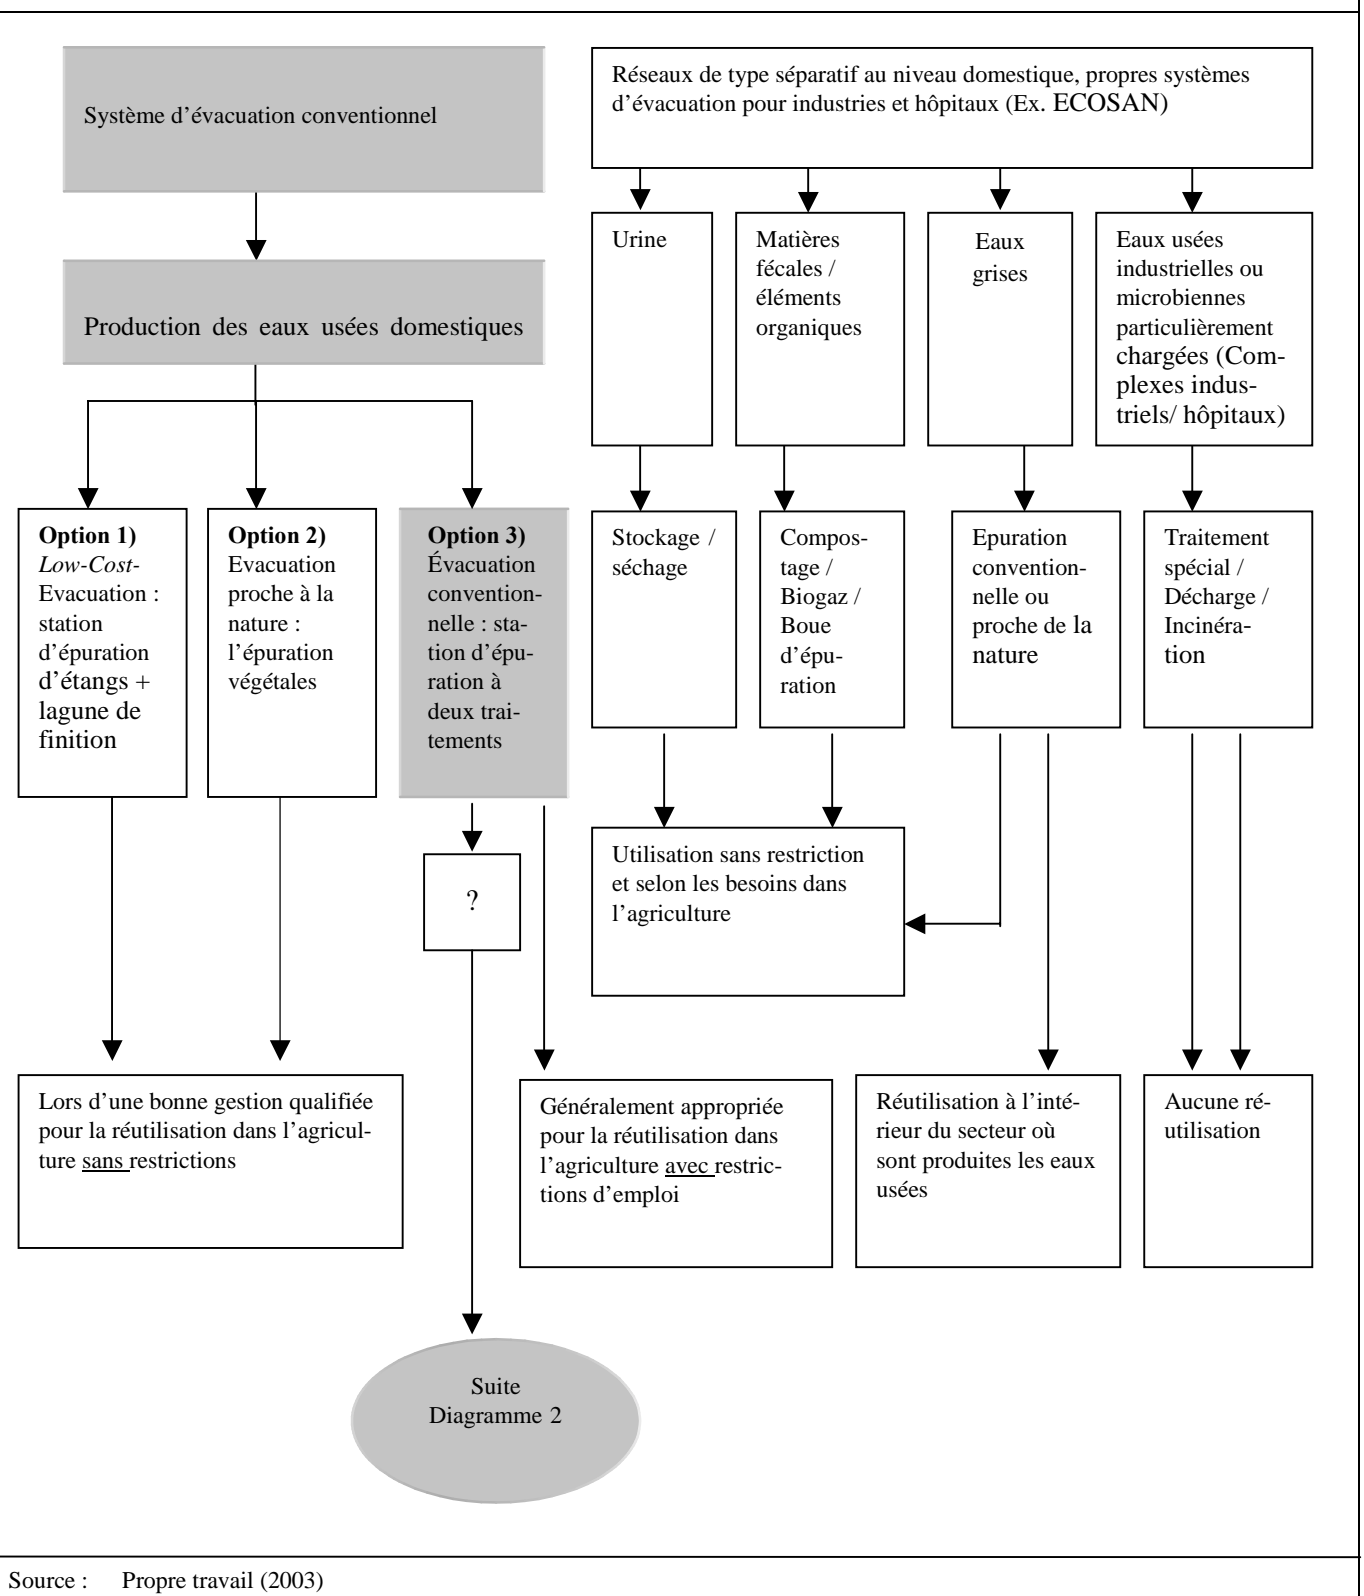 Système d’évacuation conventionnel
Réseaux de type séparatif au niveau domestique, propres systèmes
d’évacuation pour industries et hôpitaux (Ex. ECOSAN)
Production des eaux usées domestiques
Urine
Matières
fécales /
éléments
organiques
Eaux
grises
Eaux usées
industrielles ou
microbiennes
particulièrement
chargées (Com-
plexes indus-
triels/ hôpitaux)
Option 1)
Low-Cost-
Evacuation :
station
d’épuration
d’étangs +
lagune de
finition
Option 2)
Evacuation
proche à la
nature :
l’épuration
végétales
Option 3)
Évacuation
convention-
nelle : sta-
tion d’épu-
ration à
deux trai-
tements
Stockage /
séchage
Compos-
tage /
Biogaz /
Boue
d’épu-
ration
Epuration
convention-
nelle ou
proche de la
nature
Traitement
spécial /
Décharge /
Incinéra-
tion
?
Utilisation sans restriction
et selon les besoins dans
l’agriculture
Lors d’une bonne gestion qualifiée
pour la réutilisation dans l’agricul-
ture sans restrictions
Généralement appropriée
pour la réutilisation dans
l’agriculture avec restric-
tions d’emploi
Réutilisation à l’inté-
rieur du secteur où
sont produites les eaux
usées
Aucune ré-
utilisation
Suite
Diagramme 2
Source : Propre travail (2003)